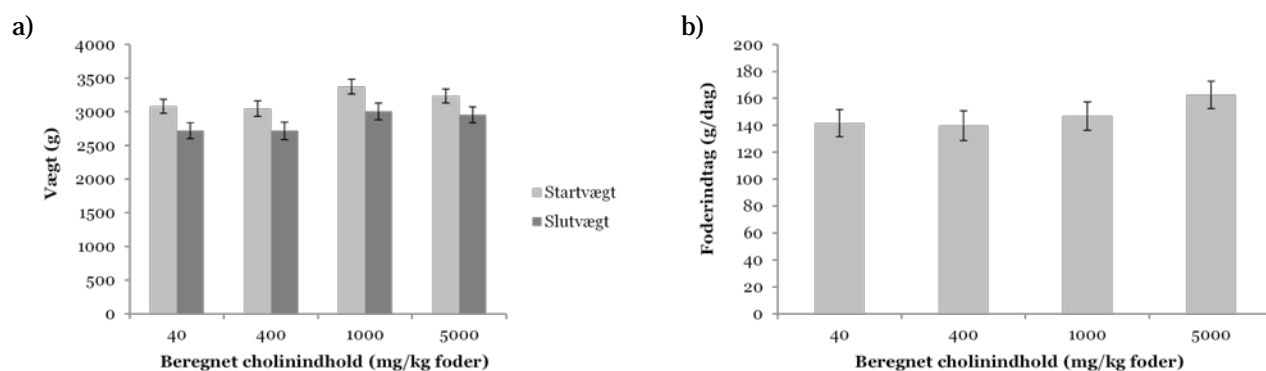 a)
Vægt (g)
4000
3500
3000
2500
2000
1500
1000
500
0
40 400 1000 5000
Beregnet cholinindhold (mg/kg foder)
Startvægt
Slutvægt
b)
Foderindtag (g/dag)
200
180
160
140
120
100
80
60
40
20
0
40 400 1000 5000
Beregnet cholinindhold (mg/kg foder)